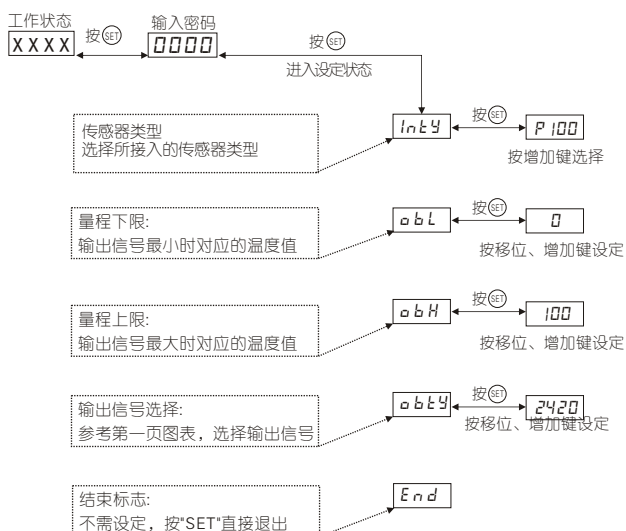 工作状态
输入密码
XXXX 按SET 0000 按SET
进入设定状态
传感器类型
选择所接入的传感器类型
IntY 按SET P100
按增加键选择
量程下限:
输出信号最小时对应的温度值
obL 按SET 0
按移位、增加键设定
量程上限:
输出信号最大时对应的温度值
obH 按SET 100
按移位、增加键设定
输出信号选择:
参考第一页图表，选择输出信号
obtY 按SET 2420
按移位、增加键设定
结束标志:
不需设定，按"SET"直接退出
End